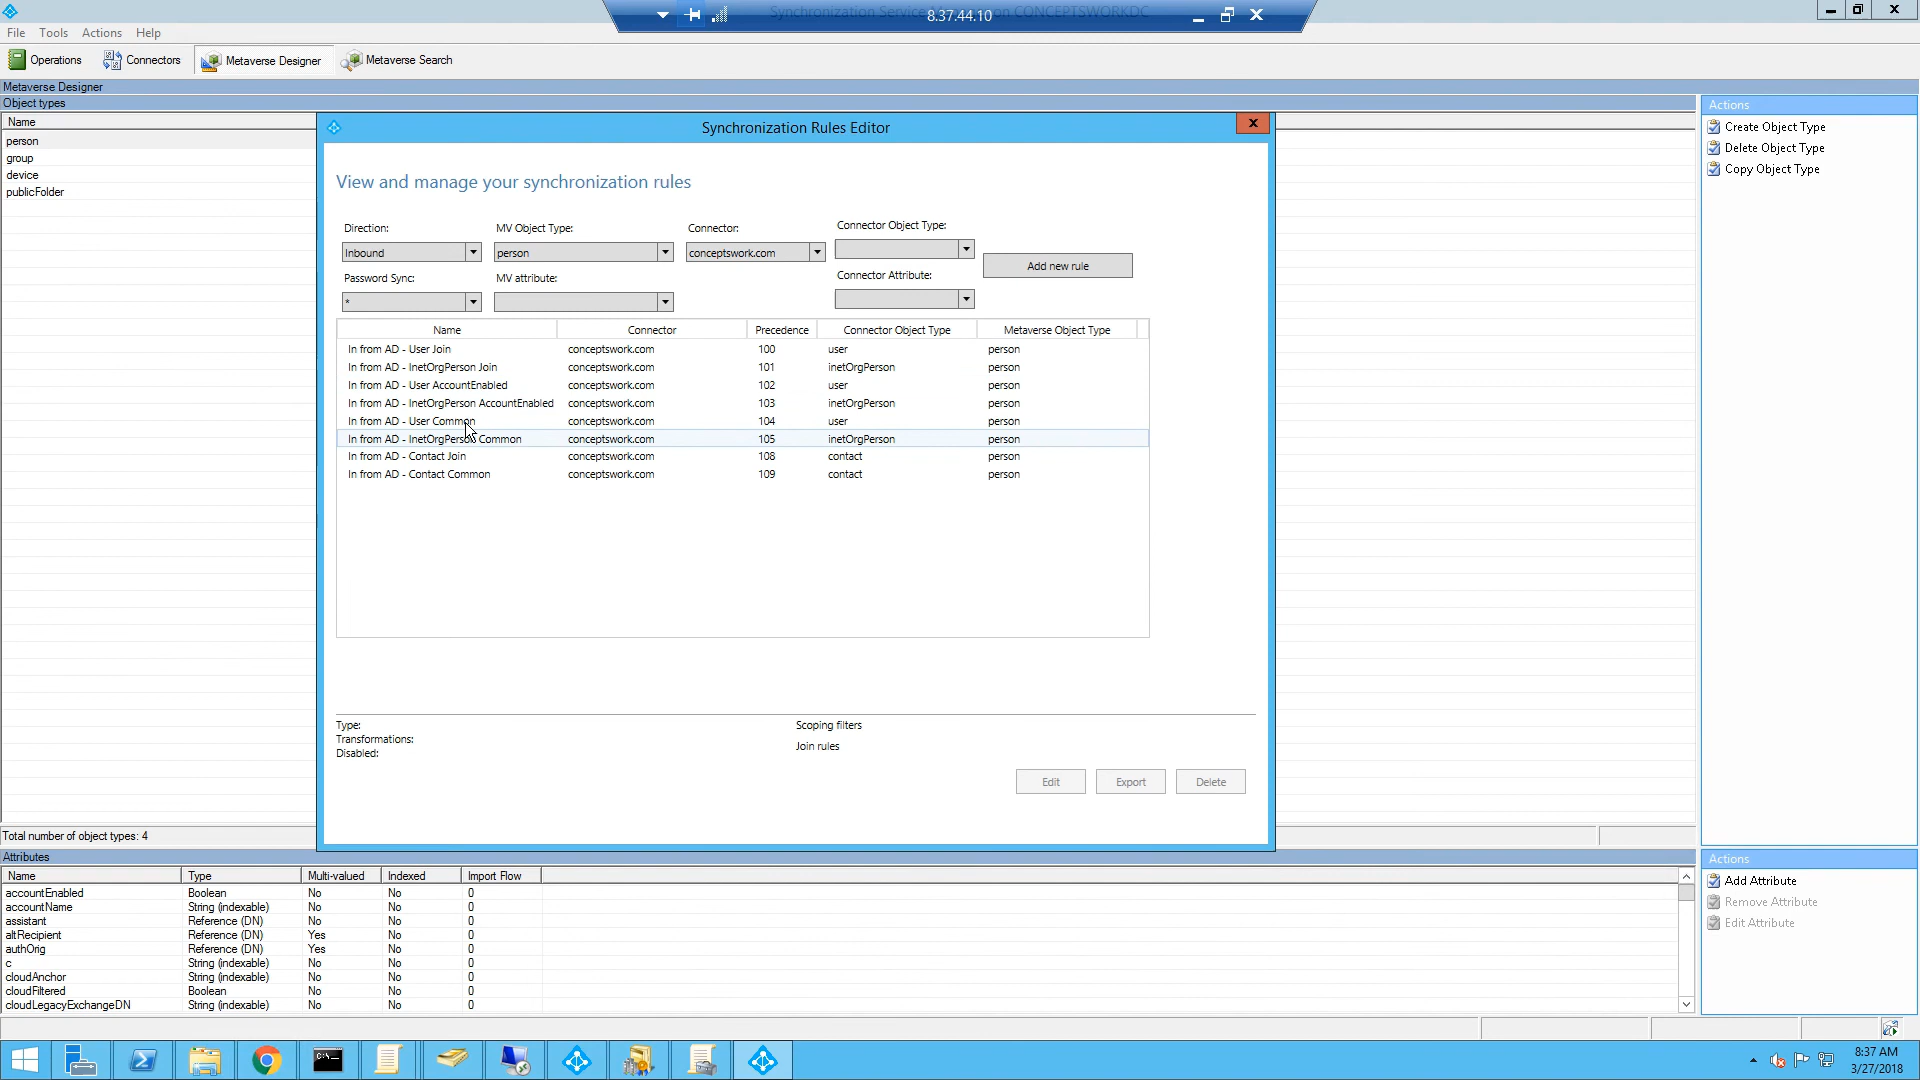 Synchronization Service
8.37.44.10
on CONCEPTSWORKDC
File Tools Actions Help
Operations Connectors Metaverse Designer Metaverse Search
Metaverse Designer
Object types
Name
person
group
device
publicFolder
Total number of object types: 4
Synchronization Rules Editor
View and manage your synchronization rules
Direction: MV Object Type: Connector: Connector Object Type:
Inbound person conceptswork.com
Add new rule
Password Sync: MV attribute: Connector Attribute:
*
Name Connector Precedence Connector Object Type Metaverse Object Type
In from AD - User Join conceptswork.com 100 user person
In from AD - InetOrgPerson Join conceptswork.com 101 inetOrgPerson person
In from AD - User AccountEnabled conceptswork.com 102 user person
In from AD - InetOrgPerson AccountEnabled conceptswork.com 103 inetOrgPerson person
In from AD - User Common conceptswork.com 104 user person
In from AD - InetOrgPerson Common conceptswork.com 105 inetOrgPerson person
In from AD - Contact Join conceptswork.com 108 contact person
In from AD - Contact Common conceptswork.com 109 contact person
Type:
Transformations:
Disabled:
Scoping filters
Join rules
Edit Export Delete
Actions
Create Object Type
Delete Object Type
Copy Object Type
Attributes
Name Type Multi-valued Indexed Import Flow
accountEnabled Boolean No No 0
accountName String (indexable) No No 0
assistant Reference (DN) No No 0
altRecipient Reference (DN) Yes No 0
authOrig Reference (DN) Yes No 0
c String (indexable) No No 0
cloudAnchor String (indexable) No No 0
cloudFiltered Boolean No No 0
cloudLegacyExchangeDN String (indexable) No No 0
Actions
Add Attribute
Remove Attribute
Edit Attribute
8:37 AM
3/27/2018